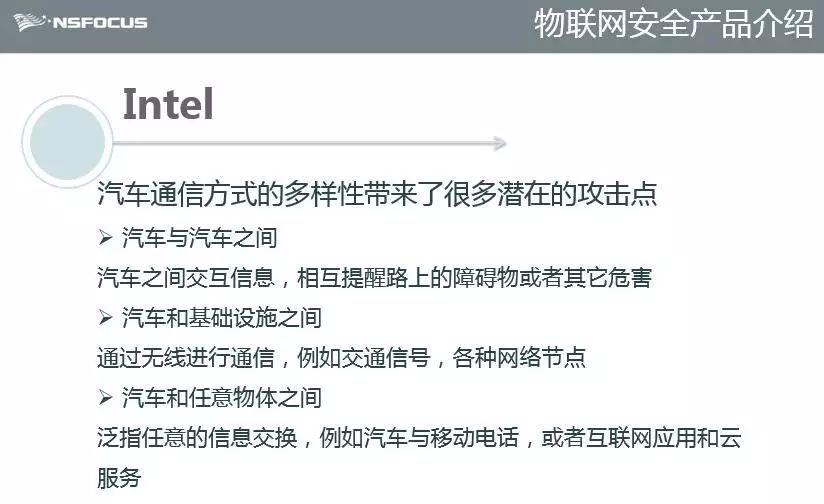 NSFOCUS
物联网安全产品介绍
Intel
汽车通信方式的多样性带来了很多潜在的攻击点
➢ 汽车与汽车之间
汽车之间交互信息，相互提醒路上的障碍物或者其它危害
➢ 汽车和基础设施之间
通过无线进行通信，例如交通信号，各种网络节点
➢ 汽车和任意物体之间
泛指任意的信息交换，例如汽车与移动电话，或者互联网应用和云
服务